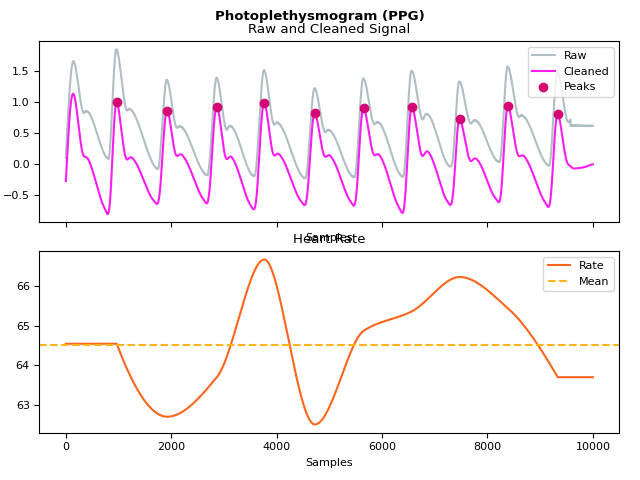 Photoplethysmogram (PPG)
Raw and Cleaned Signal
1.5
1.0
0.5
0.0
−0.5
Raw
Cleaned
Peaks
Samples
Heart Rate
66
65
64
63
Rate
Mean
0
2000
4000
6000
8000
10000
Samples